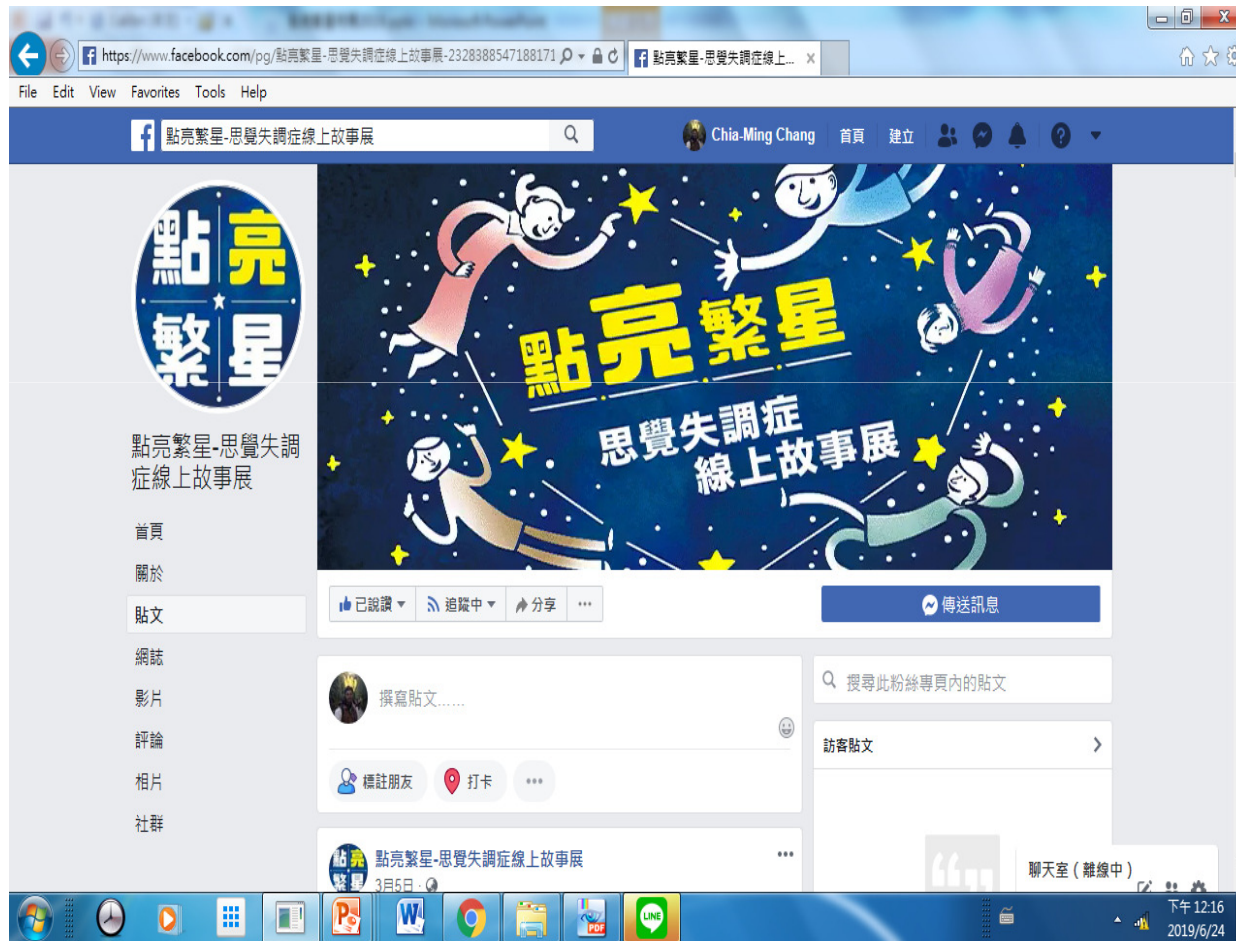 https://www.facebook.com/pg/點亮繁星-思覺失調症線上故事展-2328388547188171
點亮繁星-思覺失調症線上...
File Edit View Favorites Tools Help
點亮繁星-思覺失調症線上故事展
Chia-Ming Chang 首頁 建立
點亮
繁星
點亮繁星
思覺失調症
線上故事展
點亮繁星-思覺失調
症線上故事展
首頁
關於
貼文
網誌
影片
評論
相片
社群
已說讚 追蹤中 分享 ...
傳送訊息
撰寫貼文……
標註朋友 打卡
搜尋此粉絲專頁內的貼文
訪客貼文
點亮
繁星
點亮繁星-思覺失調症線上故事展
3月5日
聊天室 ( 離線中 )
PDF
LINE
下午 12:16
2019/6/24